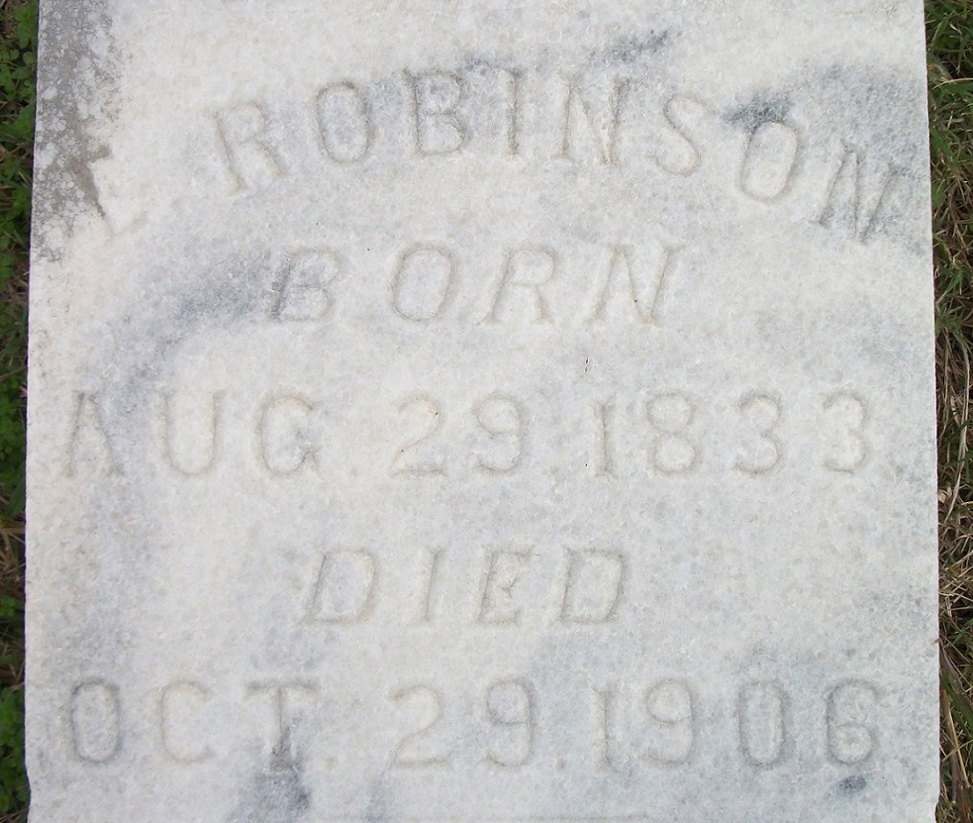 E ROBINSON
BORN
AUG. 29. 1833
DIED
OCT. 29. 1906